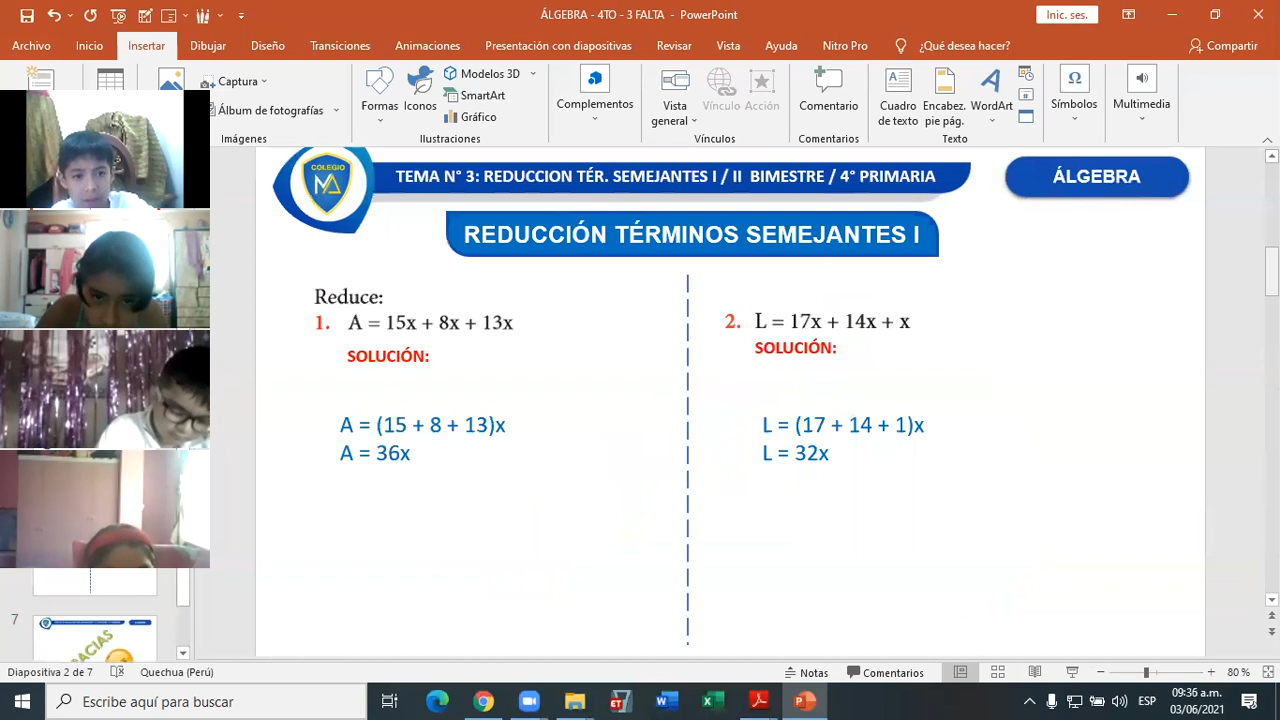 ÁLGEBRA - 4TO - 3 FALTA - PowerPoint
Inic. ses.
Archivo Inicio Insertar Dibujar Diseño Transiciones Animaciones Presentación con diapositivas Revisar Vista Ayuda Nitro Pro ¿Qué desea hacer? Compartir
Captura
Álbum de fotografías
Imágenes
Formas
Iconos
Modelos 3D
SmartArt
Gráfico
Ilustraciones
Complementos
Vista general
Vínculo
Acción
Vínculos
Comentario
Comentarios
Cuadro de texto
Encabez. pie pág.
WordArt
Texto
Símbolos
Multimedia
COLEGIO
TEMA N° 3: REDUCCION TÉR. SEMEJANTES I / II BIMESTRE / 4° PRIMARIA
ÁLGEBRA
REDUCCIÓN TÉRMINOS SEMEJANTES I
Reduce:
1. A = 15x + 8x + 13x
SOLUCIÓN:
A = (15 + 8 + 13)x
A = 36x
2. L = 17x + 14x + x
SOLUCIÓN:
L = (17 + 14 + 1)x
L = 32x
7
Diapositiva 2 de 7 Quechua (Perú) Notas Comentarios 80 %
Escribe aquí para buscar
ESP
09:36 a.m.
03/06/2021